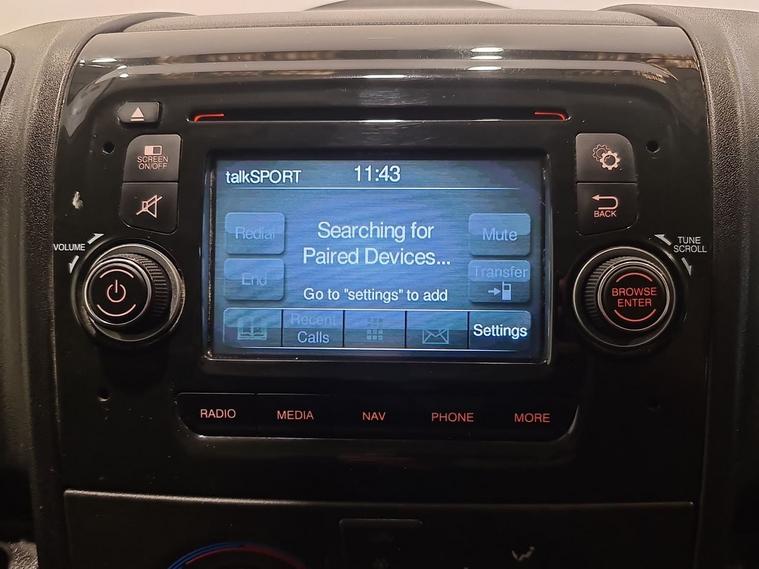 SCREEN
ON/OFF
BACK
VOLUME
TUNE
SCROLL
talkSPORT 11:43
Redial
Searching for
Paired Devices...
Mute
End
Transfer
Go to "settings" to add
Recent
Calls
Settings
BROWSE
ENTER
RADIO MEDIA NAV PHONE MORE